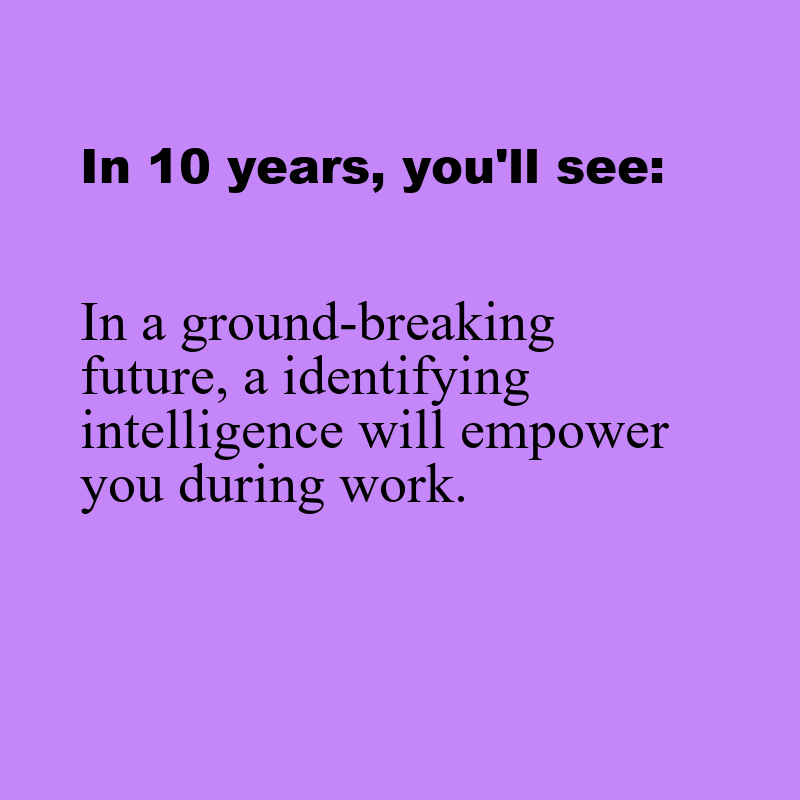 In 10 years, you'll see:
In a ground-breaking
future, a identifying
intelligence will empower
you during work.